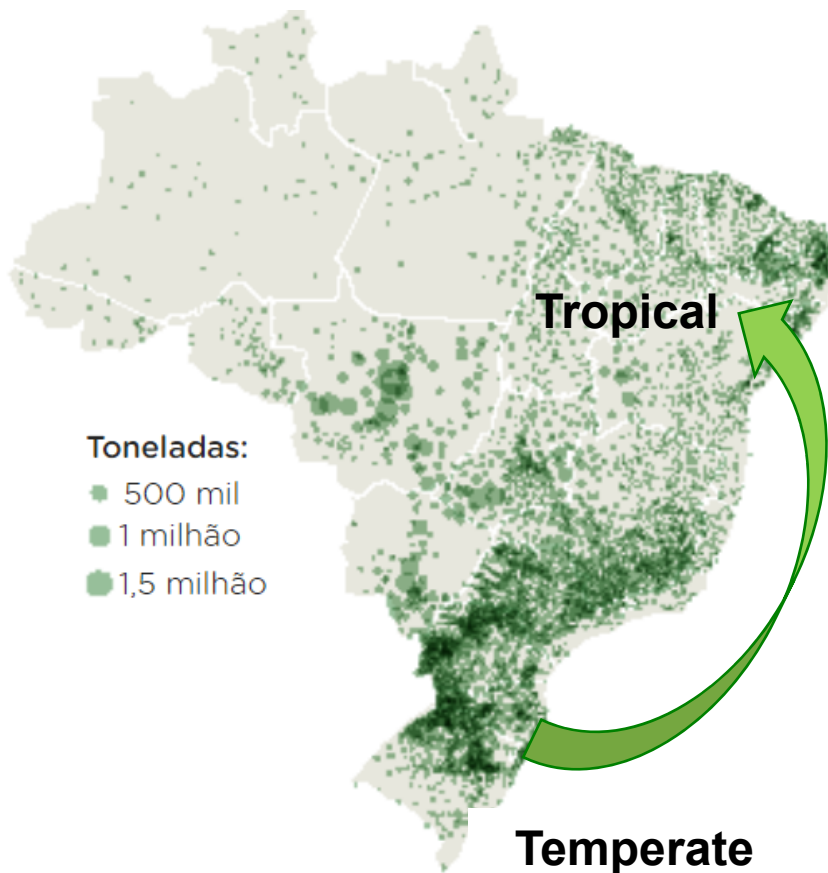 Tropical
Toneladas:
500 mil
1 milhão
1,5 milhão
Temperate